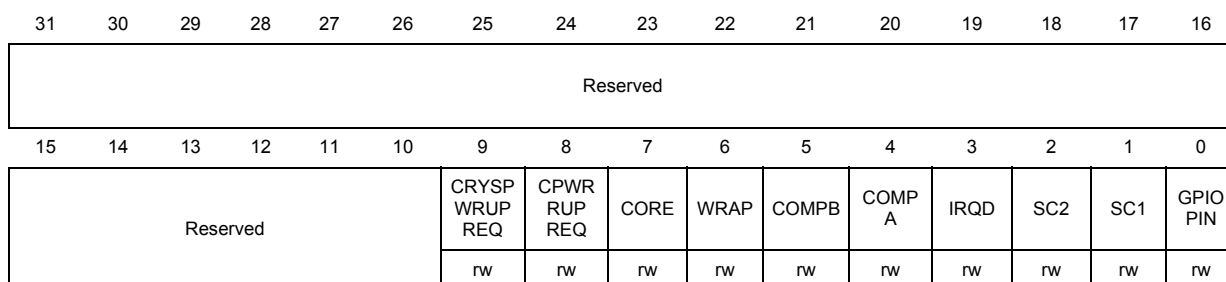 31 30 29 28 27 26 25 24 23 22 21 20 19 18 17 16
Reserved
15 14 13 12 11 10 9 8 7 6 5 4 3 2 1 0
Reserved
CRYSP
WRUP
REQ
CPWR
RUP
REQ
CORE
WRAP
COMPB
COMP
A
IRQD
SC2
SC1
GPIO
PIN
rw rw rw rw rw rw rw rw rw rw